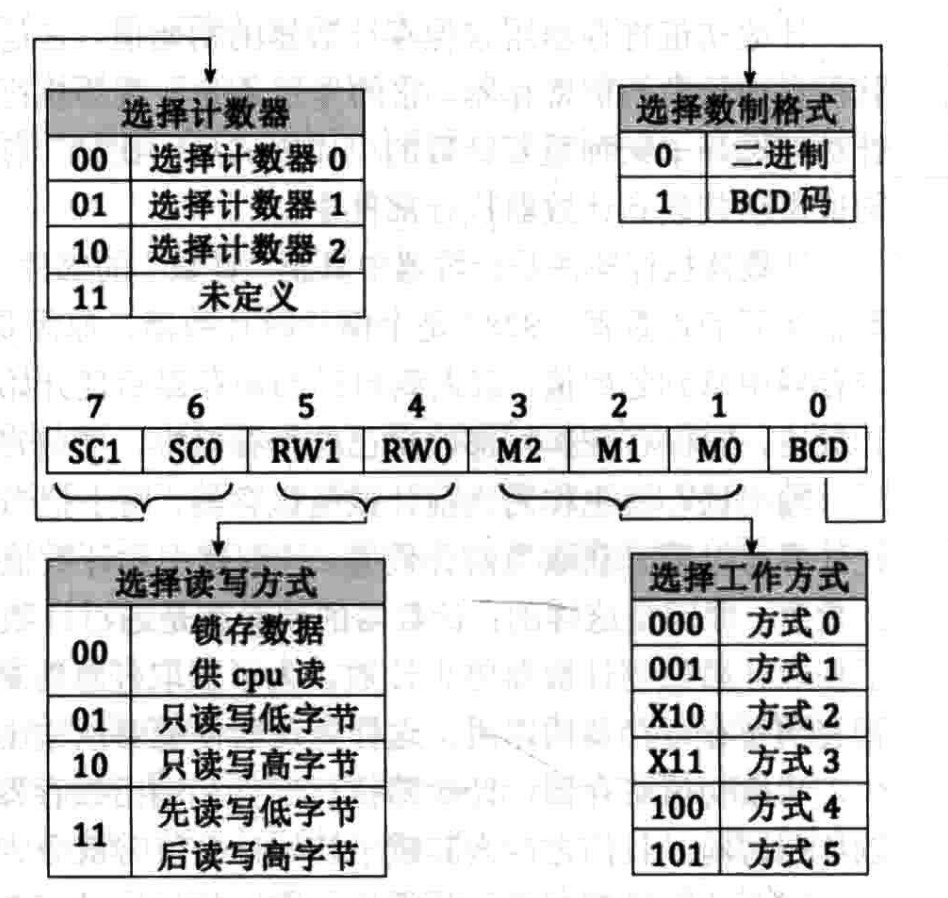 选择计数器
00 选择计数器 0
01 选择计数器 1
10 选择计数器 2
11 未定义
选择数制格式
0 二进制
1 BCD 码
7 6 5 4 3 2 1 0
SC1 SC0 RW1 RW0 M2 M1 M0 BCD
选择读写方式
00 锁存数据
供 cpu 读
01 只读写低字节
10 只读写高字节
11 先读写低字节
后读写高字节
选择工作方式
000 方式 0
001 方式 1
X10 方式 2
X11 方式 3
100 方式 4
101 方式 5